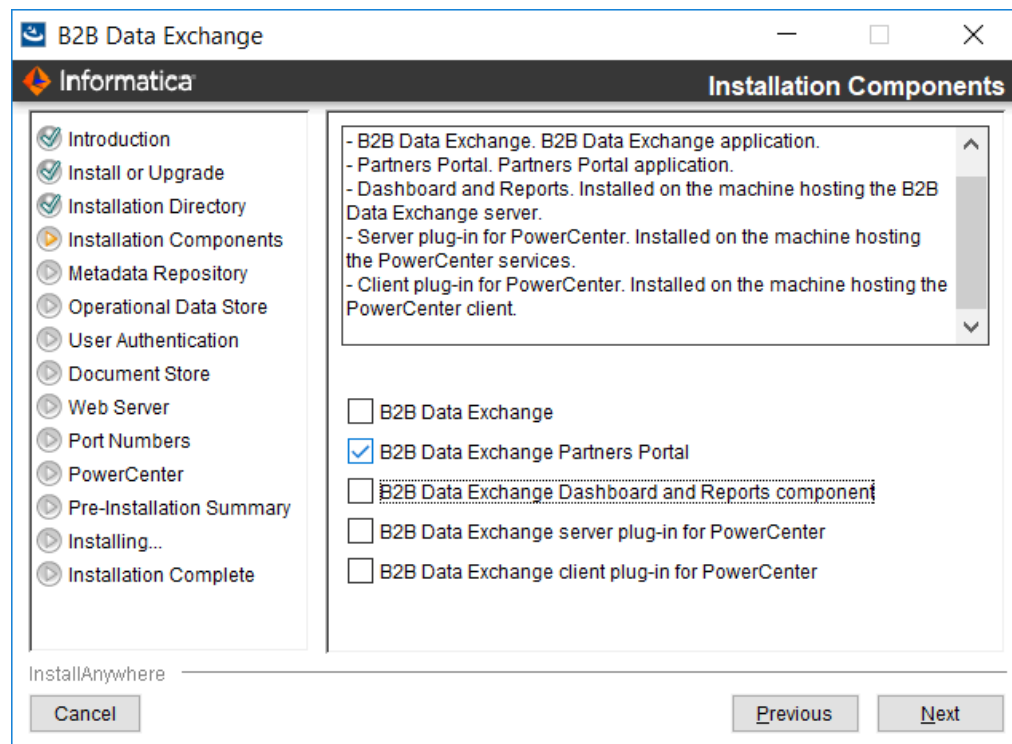 B2B Data Exchange
Informatica
Installation Components
Introduction
Install or Upgrade
Installation Directory
Installation Components
Metadata Repository
Operational Data Store
User Authentication
Document Store
Web Server
Port Numbers
PowerCenter
Pre-Installation Summary
Installing...
Installation Complete
- B2B Data Exchange. B2B Data Exchange application.
- Partners Portal. Partners Portal application.
- Dashboard and Reports. Installed on the machine hosting the B2B
Data Exchange server.
- Server plug-in for PowerCenter. Installed on the machine hosting
the PowerCenter services.
- Client plug-in for PowerCenter. Installed on the machine hosting the
PowerCenter client.
B2B Data Exchange
B2B Data Exchange Partners Portal
B2B Data Exchange Dashboard and Reports component
B2B Data Exchange server plug-in for PowerCenter
B2B Data Exchange client plug-in for PowerCenter
InstallAnywhere
Cancel
Previous
Next